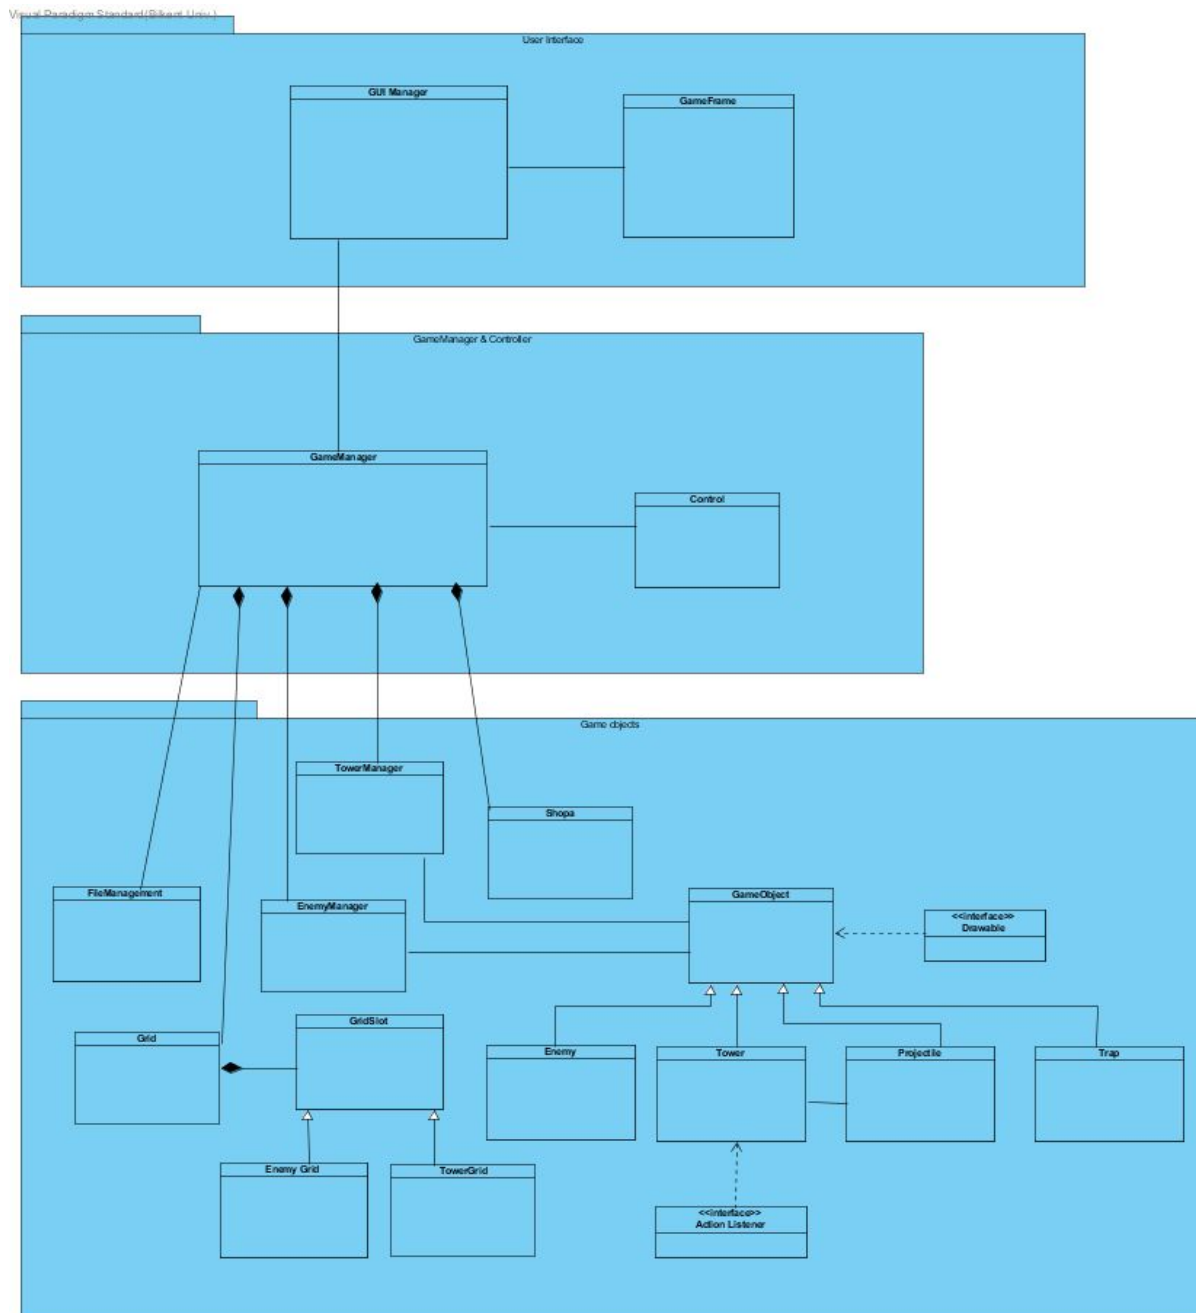 Visual Paradigm Standard(Bilkent Univ.)
User Interface
GUI Manager
GameFrame
GameManager & Controller
GameManager
Control
Game objects
TowerManager
Shopa
FileManagement
EnemyManager
GameObject
<<interface>>
Drawable
Grid
GridSlot
Enemy
Tower
Projectile
Trap
Enemy Grid
TowerGrid
<<interface>>
Action Listener